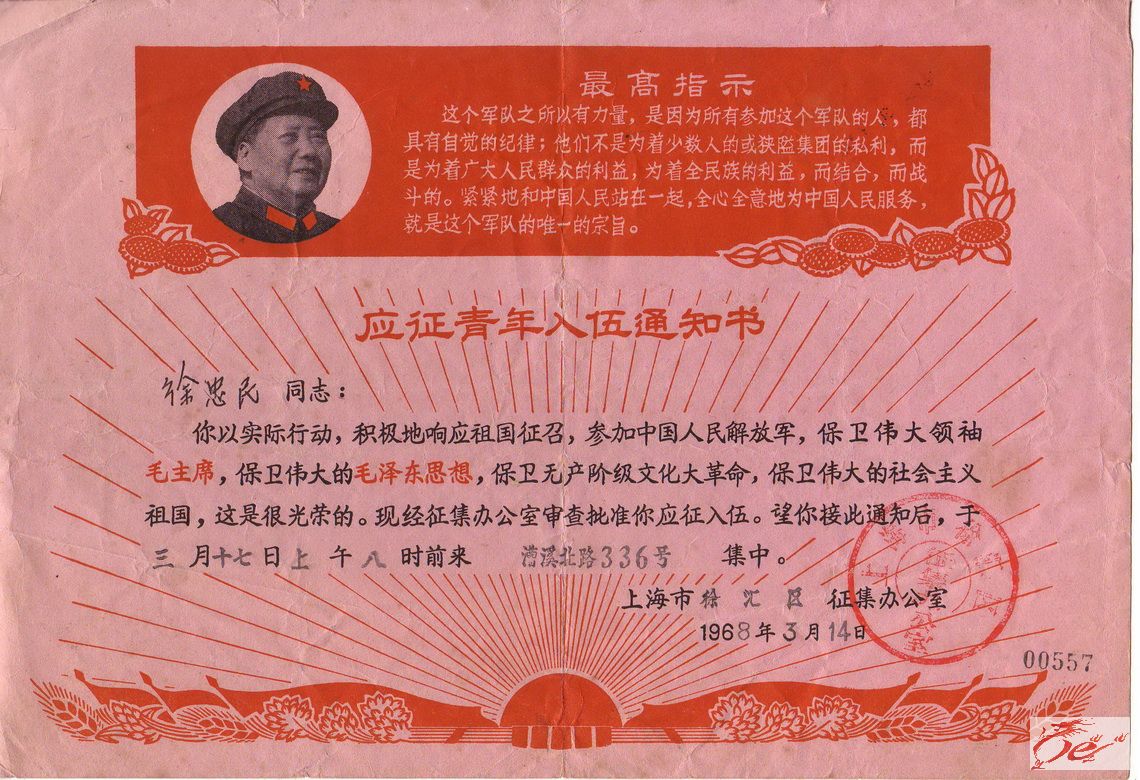 最高指示
这个军队之所以有力量，是因为所有参加这个军队的人，都
具有自觉的纪律；他们不是为着少数人的或狭隘集团的私利，而
是为着广大人民群众的利益，为着全民族的利益，而结合，而战
斗的。紧紧地和中国人民站在一起，全心全意地为中国人民服务，
就是这个军队的唯一的宗旨。
应征青年入伍通知书
徐忠民 同志：
你以实际行动，积极地响应祖国征召，参加中国人民解放军，保卫伟大领袖
毛主席，保卫伟大的毛泽东思想，保卫无产阶级文化大革命，保卫伟大的社会主义
祖国，这是很光荣的。现经征集办公室审查批准你应征入伍。望你接此通知后，于
三 月十七日上 午 八 时前来 漕溪北路336号 集中。
上海市 徐 汇 区 征集办公室
1968年3月14日
00557